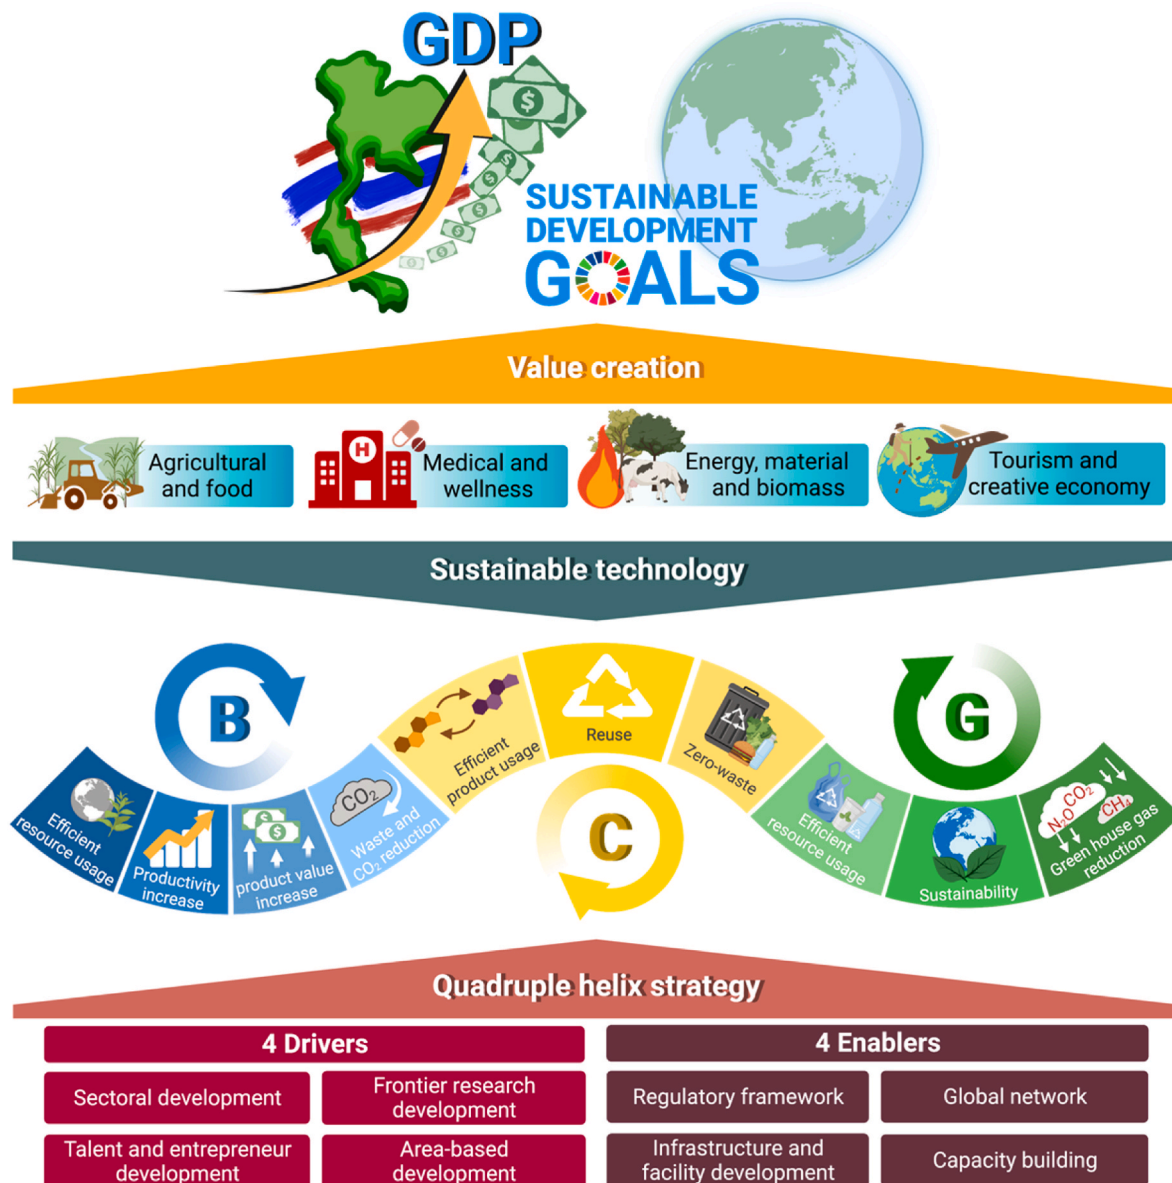 GDP
SUSTAINABLE
DEVELOPMENT
GOALS
Value creation
Agricultural
and food
Medical and
wellness
Energy, material
and biomass
Tourism and
creative economy
Sustainable technology
B
Efficient
resource usage
Productivity
increase
product value
increase
CO₂
Waste and
CO₂ reduction
Efficient
product usage
Reuse
Zero-waste
C
G
Efficient
resource usage
Sustainability
N₂O CO₂
CH₄
Green house gas
reduction
Quadruple helix strategy
4 Drivers
Sectoral development
Frontier research
development
Talent and entrepreneur
development
Area-based
development
4 Enablers
Regulatory framework
Global network
Infrastructure and
facility development
Capacity building